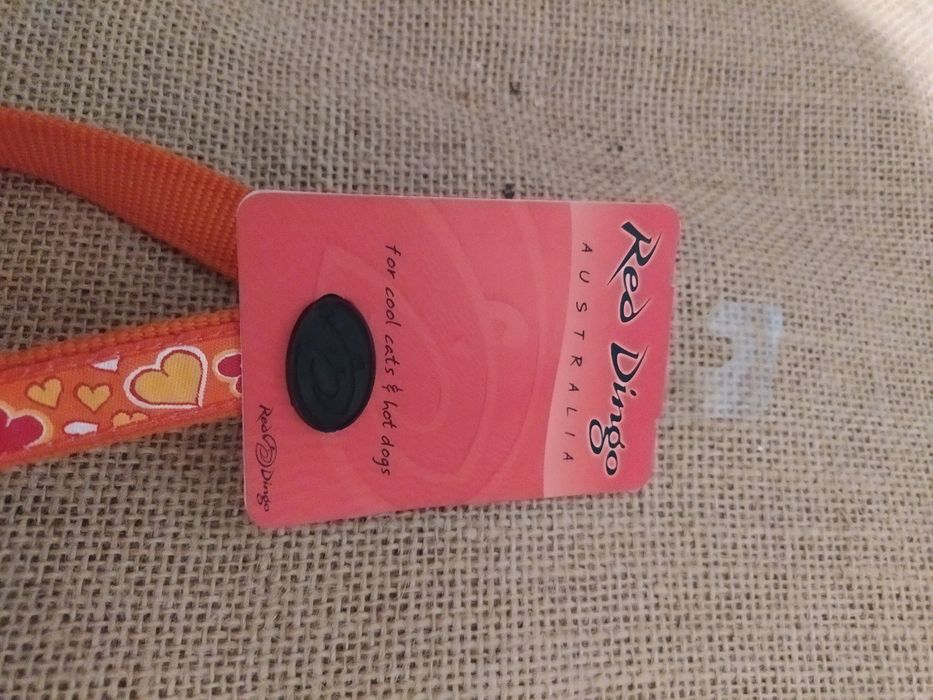 Red Dingo
AUSTRALIA
for cool cats & hot dogs
Red Dingo